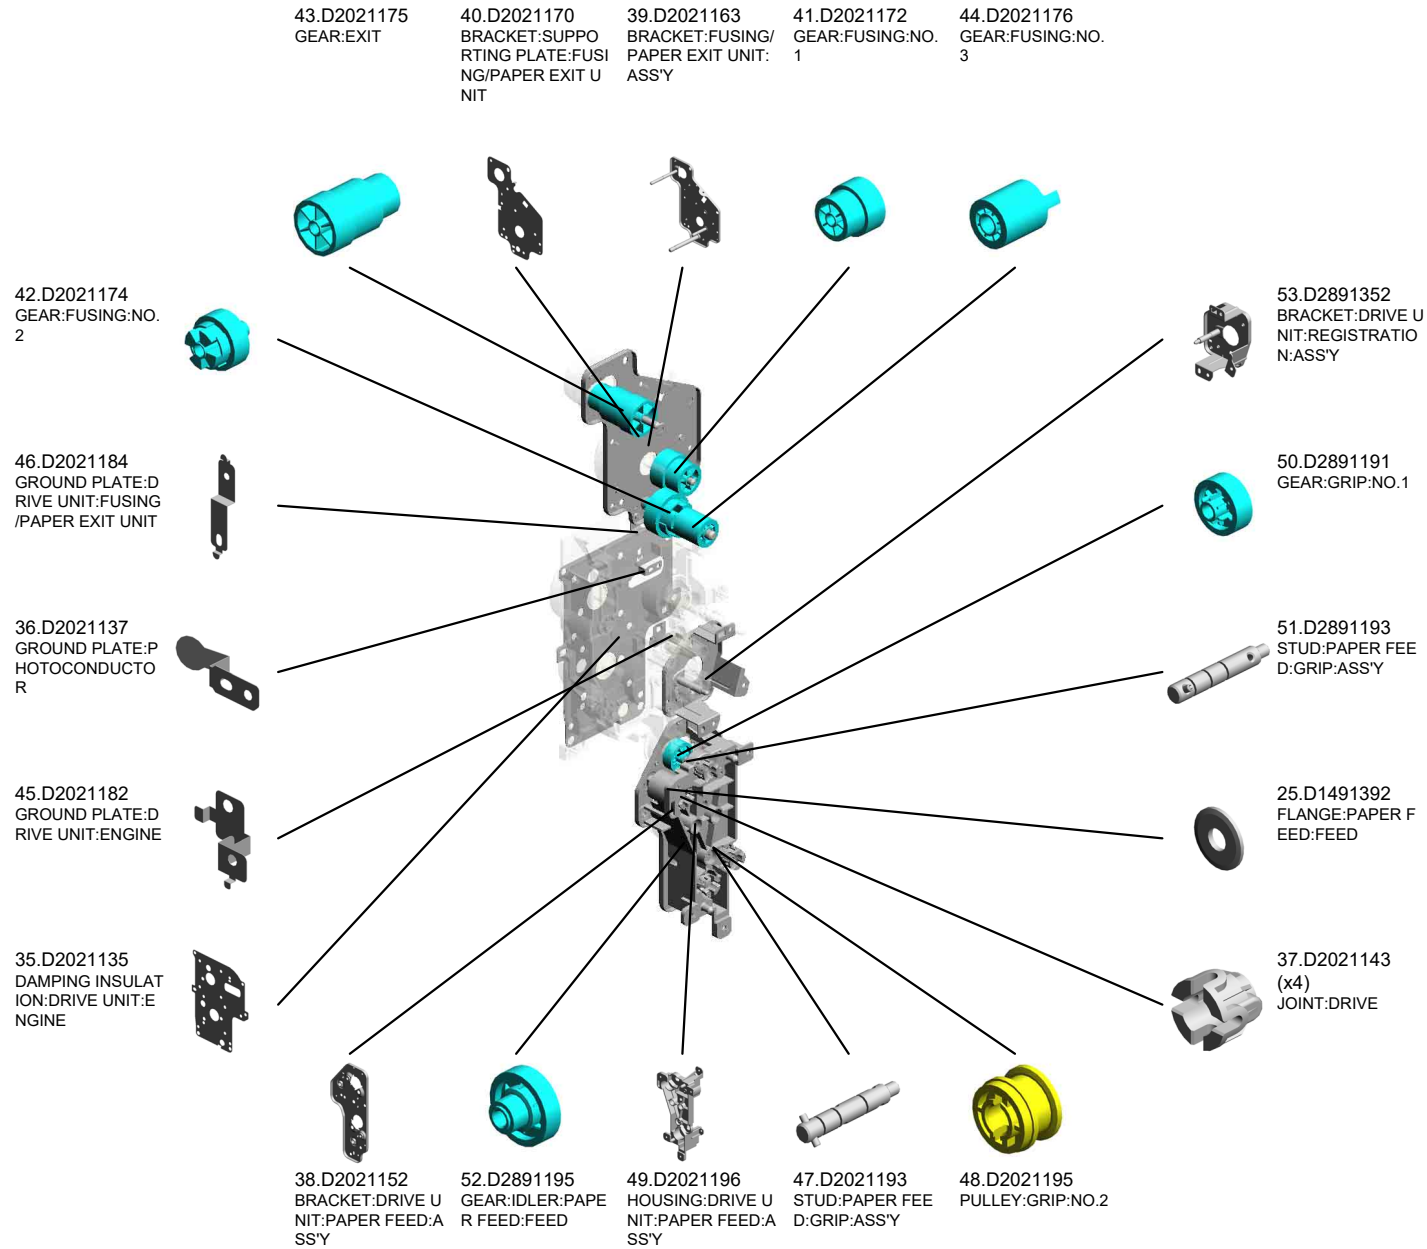 43.D2021175
GEAR:EXIT
40.D2021170
BRACKET:SUPPO
RTING PLATE:FUSI
NG/PAPER EXIT U
NIT
39.D2021163
BRACKET:FUSING/
PAPER EXIT UNIT:
ASS'Y
41.D2021172
GEAR:FUSING:NO.
1
44.D2021176
GEAR:FUSING:NO.
3
42.D2021174
GEAR:FUSING:NO.
2
46.D2021184
GROUND PLATE:D
RIVE UNIT:FUSING
/PAPER EXIT UNIT
36.D2021137
GROUND PLATE:P
HOTOCONDUCTO
R
45.D2021182
GROUND PLATE:D
RIVE UNIT:ENGINE
35.D2021135
DAMPING INSULAT
ION:DRIVE UNIT:E
NGINE
53.D2891352
BRACKET:DRIVE U
NIT:REGISTRATIO
N:ASS'Y
50.D2891191
GEAR:GRIP:NO.1
51.D2891193
STUD:PAPER FEE
D:GRIP:ASS'Y
25.D1491392
FLANGE:PAPER F
EED:FEED
37.D2021143
(x4)
JOINT:DRIVE
38.D2021152
BRACKET:DRIVE U
NIT:PAPER FEED:A
SS'Y
52.D2891195
GEAR:IDLER:PAPE
R FEED:FEED
49.D2021196
HOUSING:DRIVE U
NIT:PAPER FEED:A
SS'Y
47.D2021193
STUD:PAPER FEE
D:GRIP:ASS'Y
48.D2021195
PULLEY:GRIP:NO.2